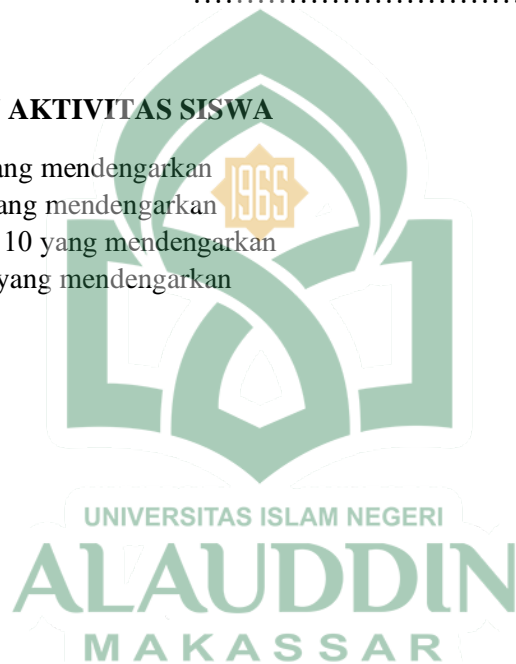 AKTIVITAS SISWA
ang mendengarkan
ang mendengarkan
10 yang mendengarkan
yang mendengarkan
1965
UNIVERSITAS ISLAM NEGERI
ALAUDDIN
MAKASSAR